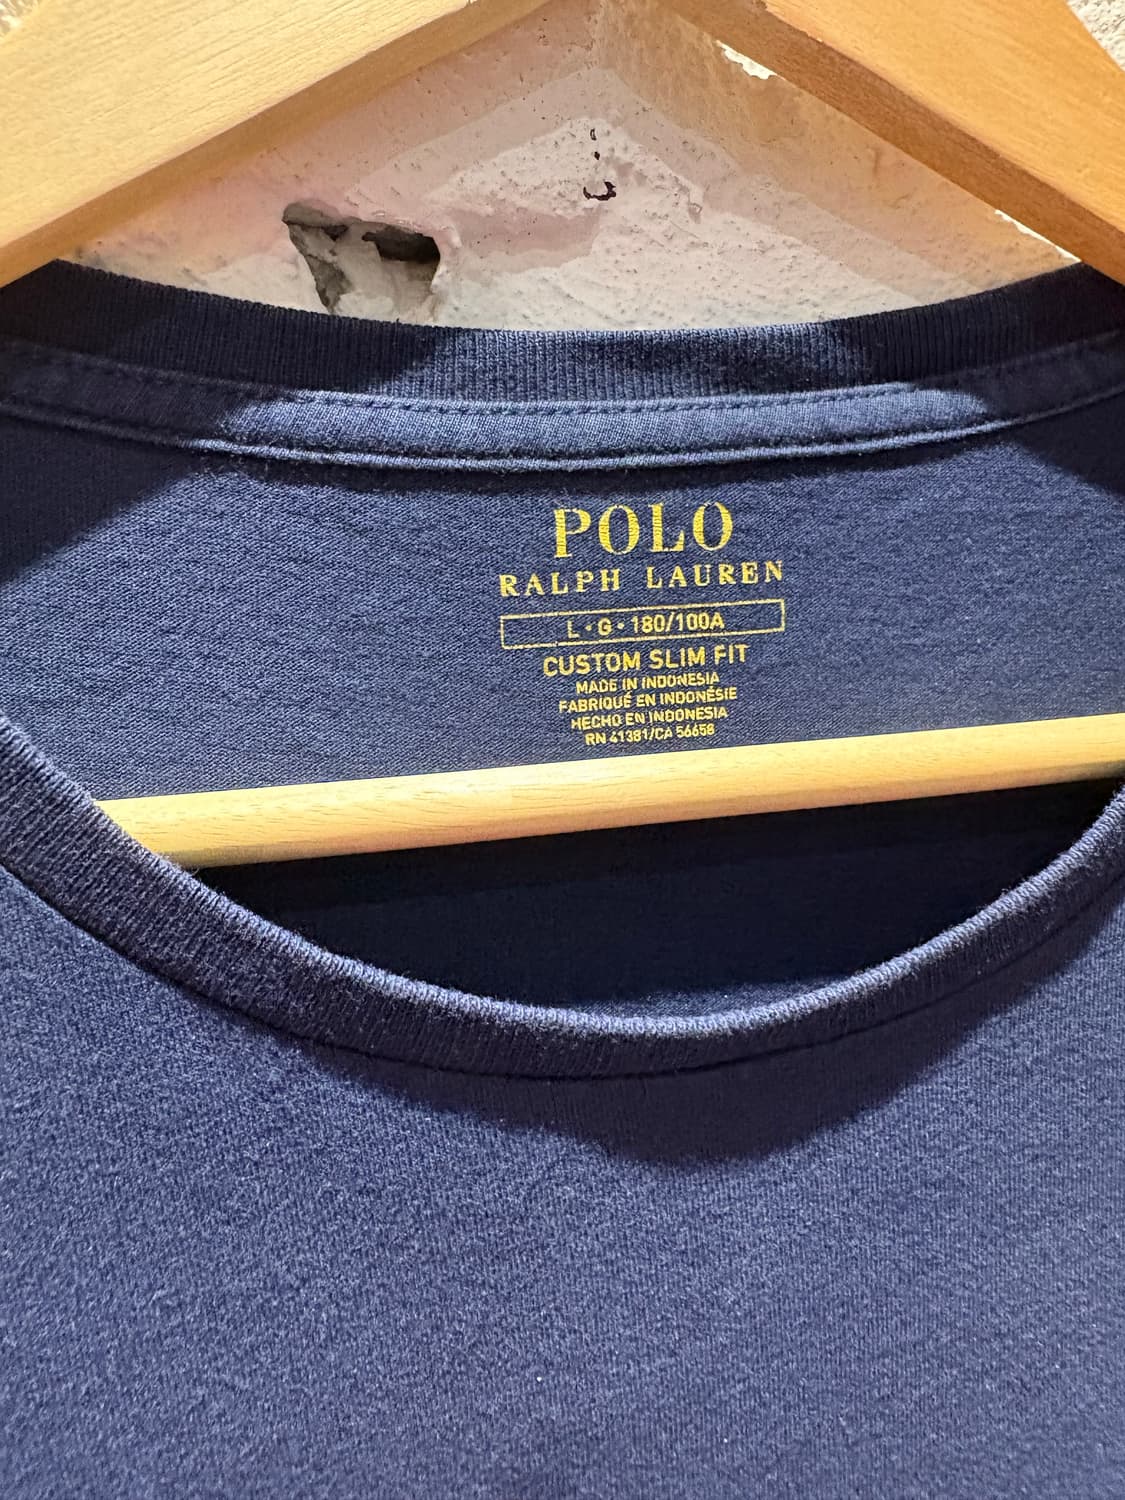 POLO
RALPH LAUREN
L • G • 180/100A
CUSTOM SLIM FIT
MADE IN INDONESIA
FABRIQUÉ EN INDONÉSIE
HECHO EN INDONESIA
RN 41381/CA 56658